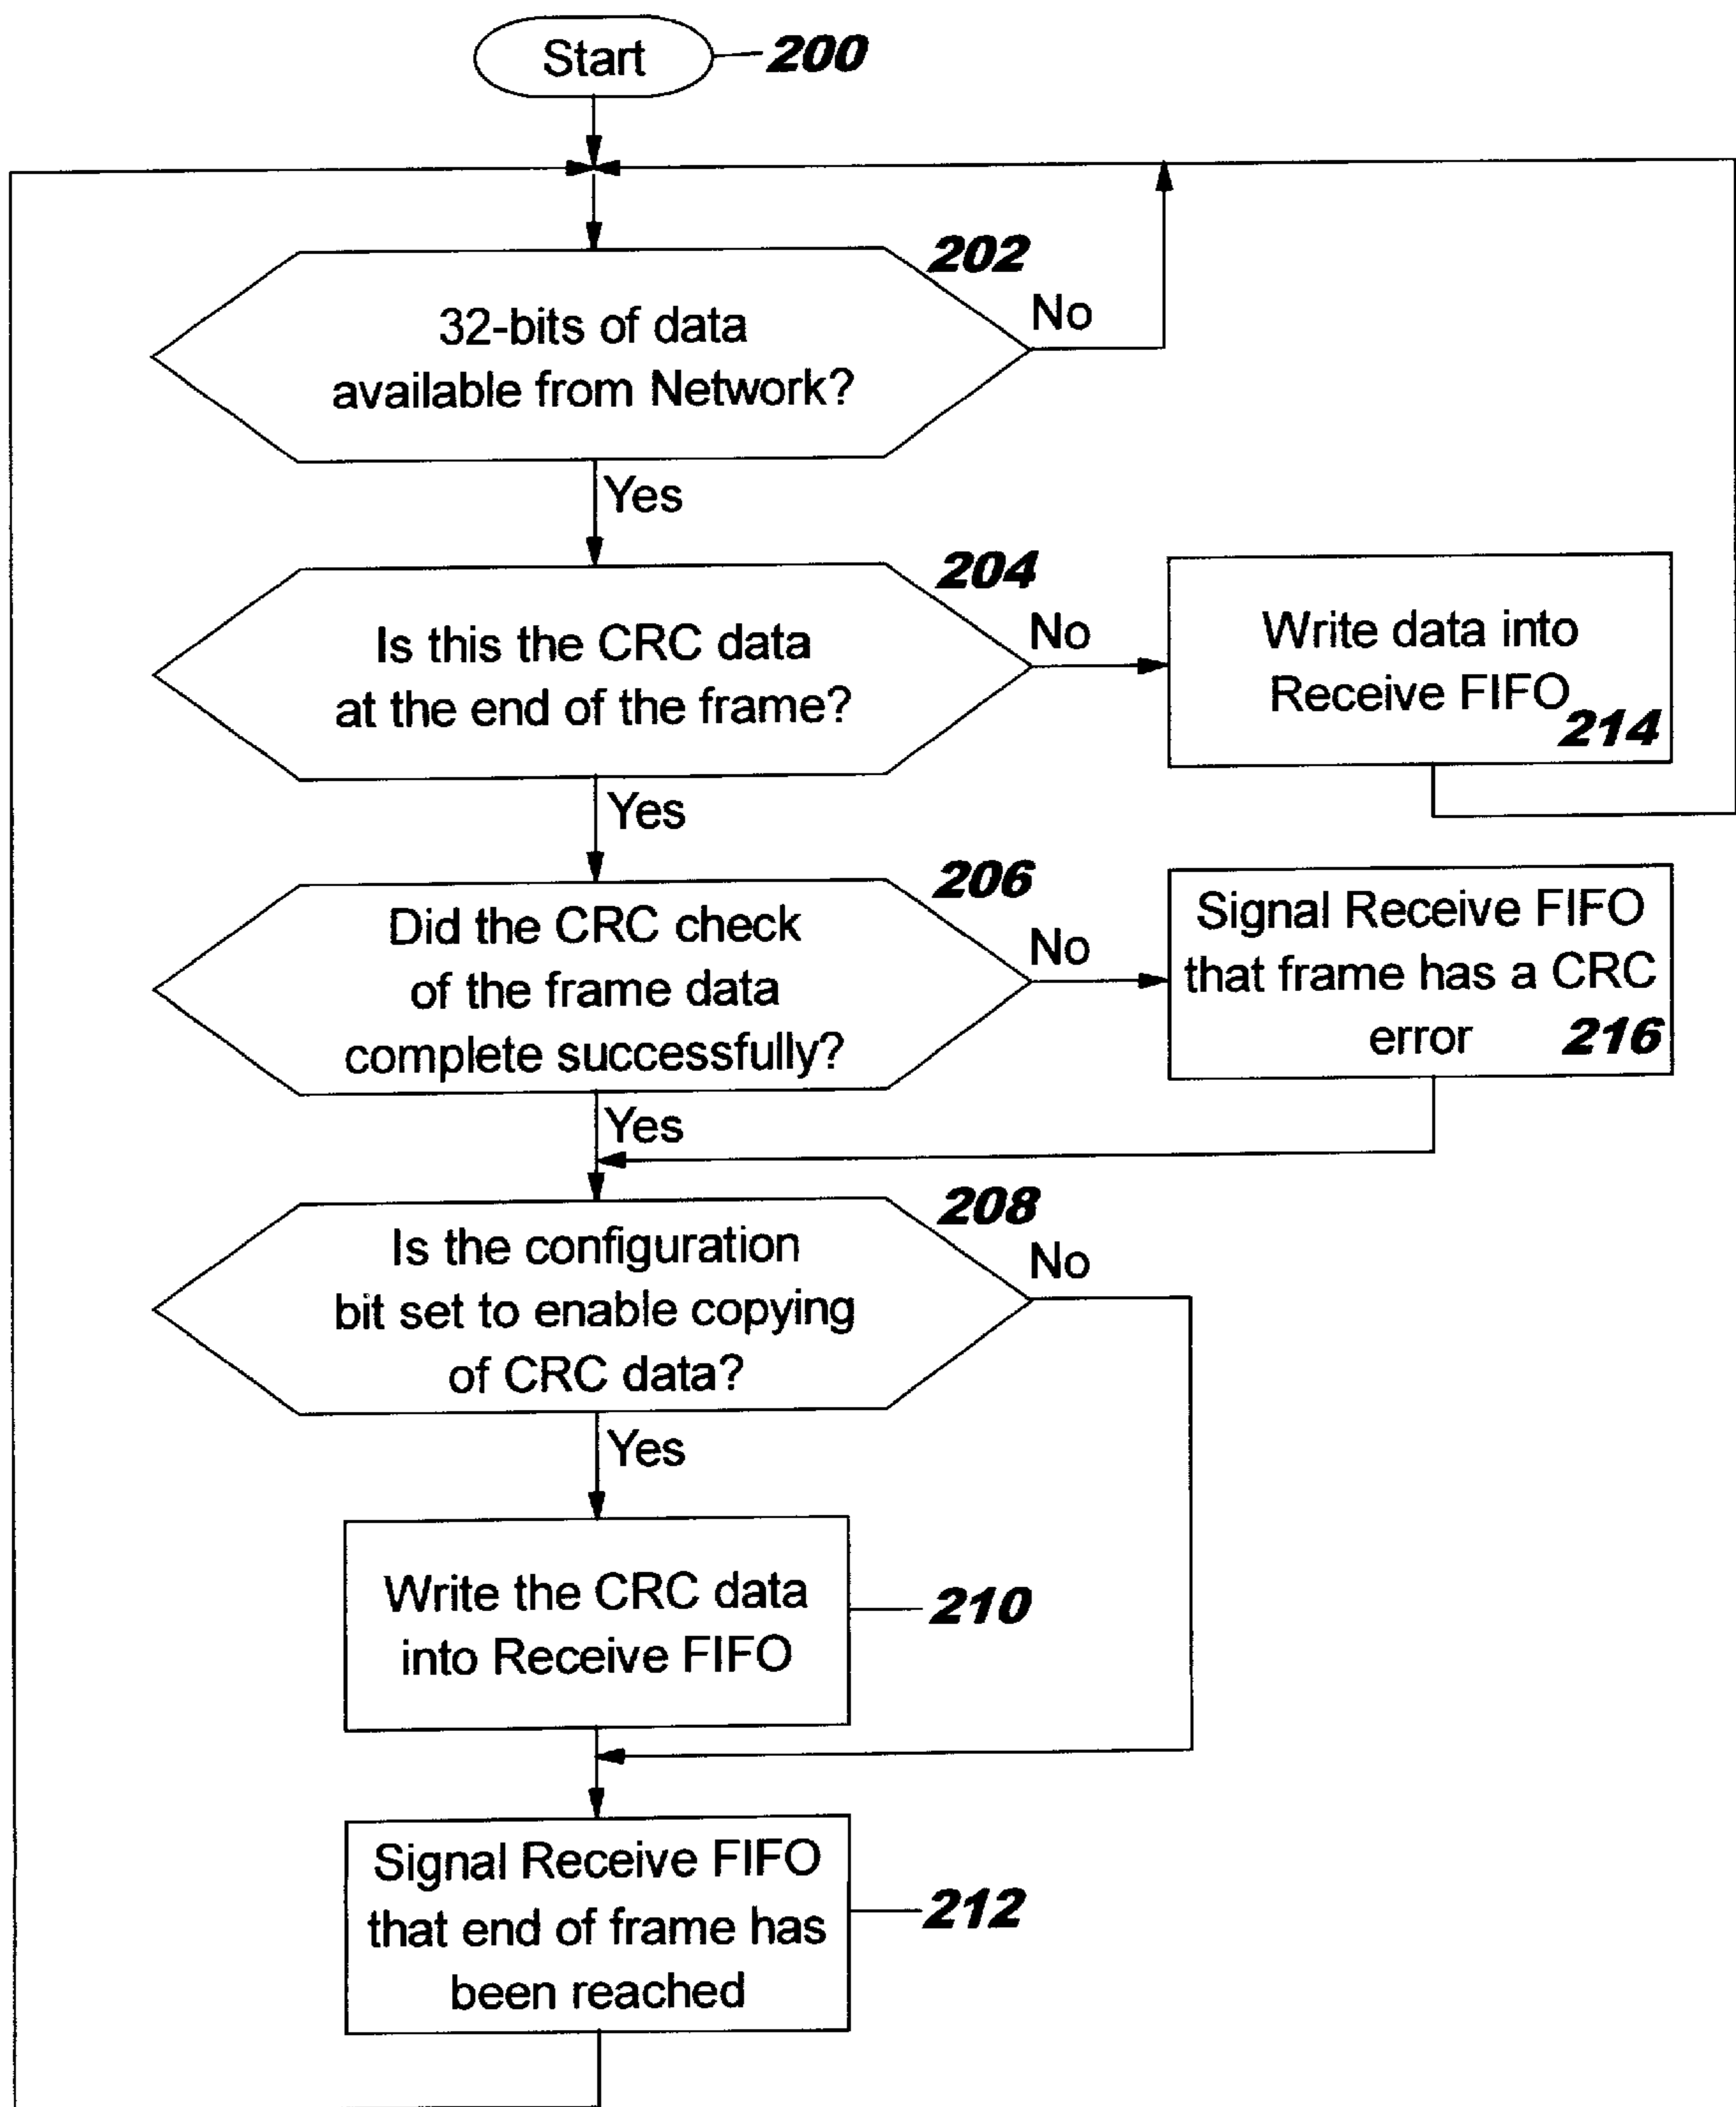 Start
200
202
32-bits of data
available from Network?
No
Yes
204
Is this the CRC data
at the end of the frame?
No
Write data into
Receive FIFO
214
Yes
206
Did the CRC check
of the frame data
complete successfully?
No
Signal Receive FIFO
that frame has a CRC
error
216
Yes
208
Is the configuration
bit set to enable copying
of CRC data?
No
Yes
Write the CRC data
into Receive FIFO
210
Signal Receive FIFO
that end of frame has
been reached
212